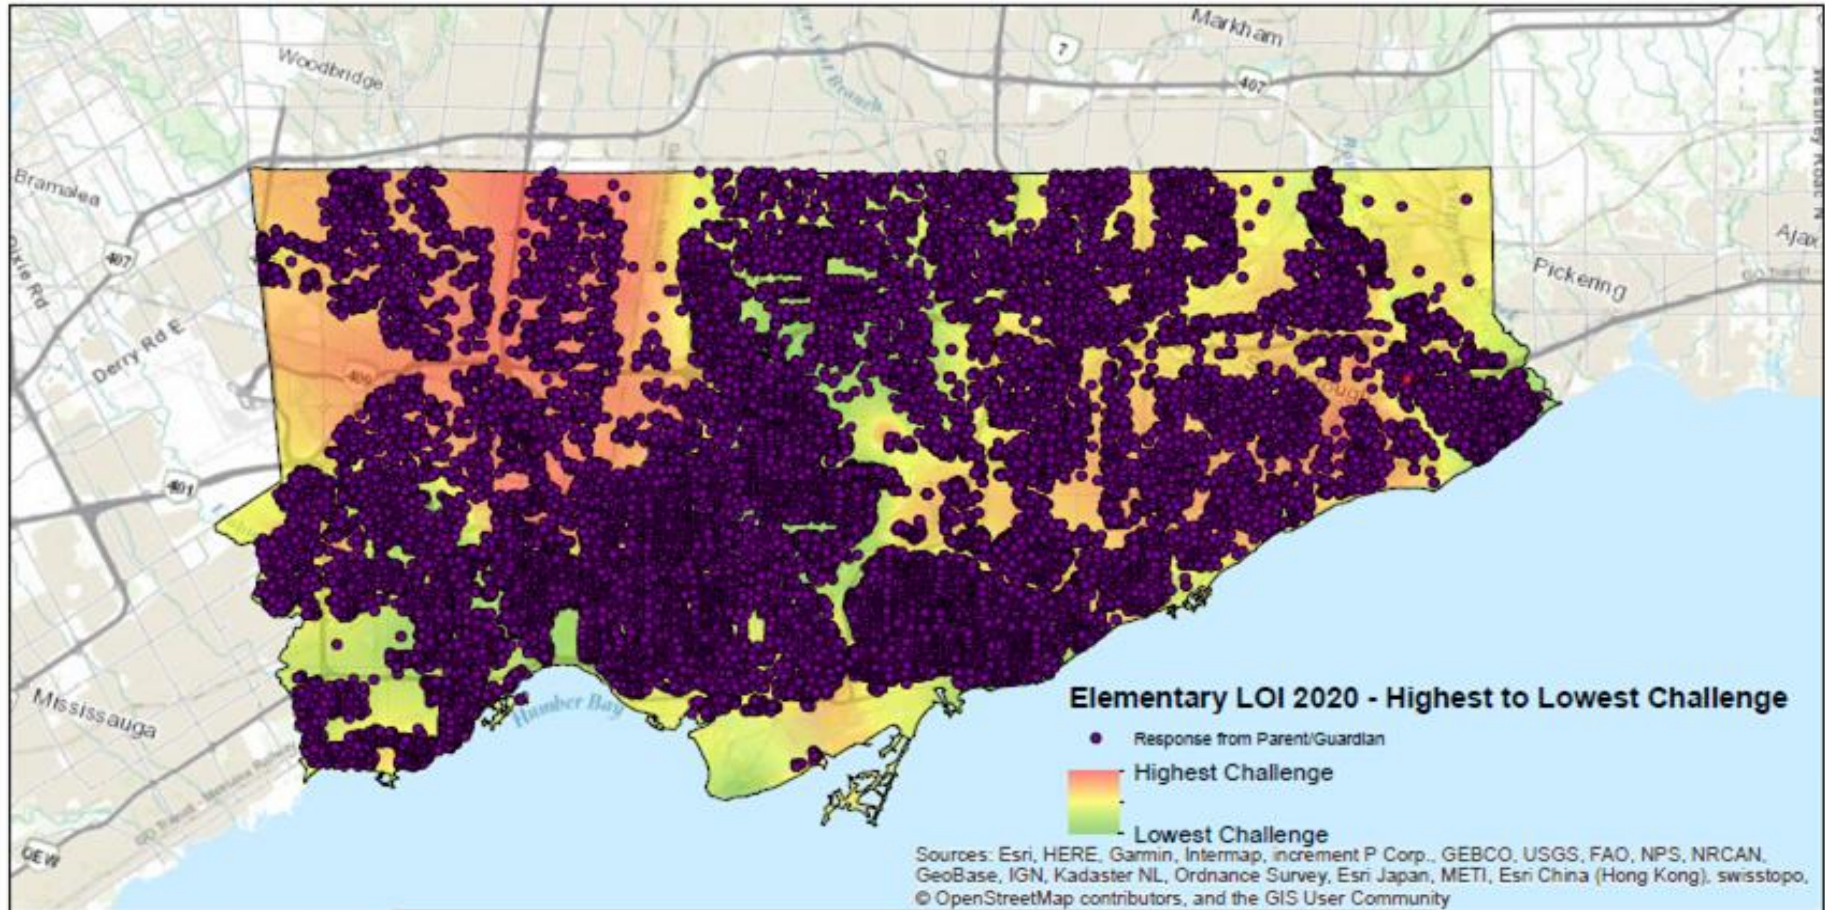 Markham
7
Woodbridge
407
Bramalea
407
Ajax
Pickering
Derry Rd E
409
401
Mississauga
Humber Bay
QEW
Elementary LOI 2020 - Highest to Lowest Challenge
Response from Parent/Guardian
Highest Challenge
Lowest Challenge
Sources: Esri, HERE, Garmin, Intermap, increment P Corp., GEBCO, USGS, FAO, NPS, NRCAN,
GeoBase, IGN, Kadaster NL, Ordnance Survey, Esri Japan, METI, Esri China (Hong Kong), swisstopo,
© OpenStreetMap contributors, and the GIS User Community